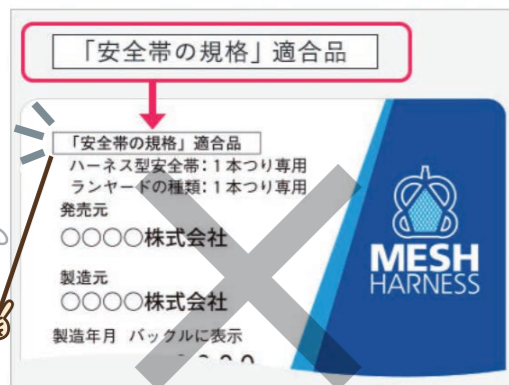 「安全帯の規格」適合品
「安全帯の規格」適合品
ハーネス型安全帯：1本つり専用
ランヤードの種類：1本つり専用
発売元
○○○○株式会社
製造元
○○○○株式会社
製造年月 バックルに表示
MESH
HARNESS